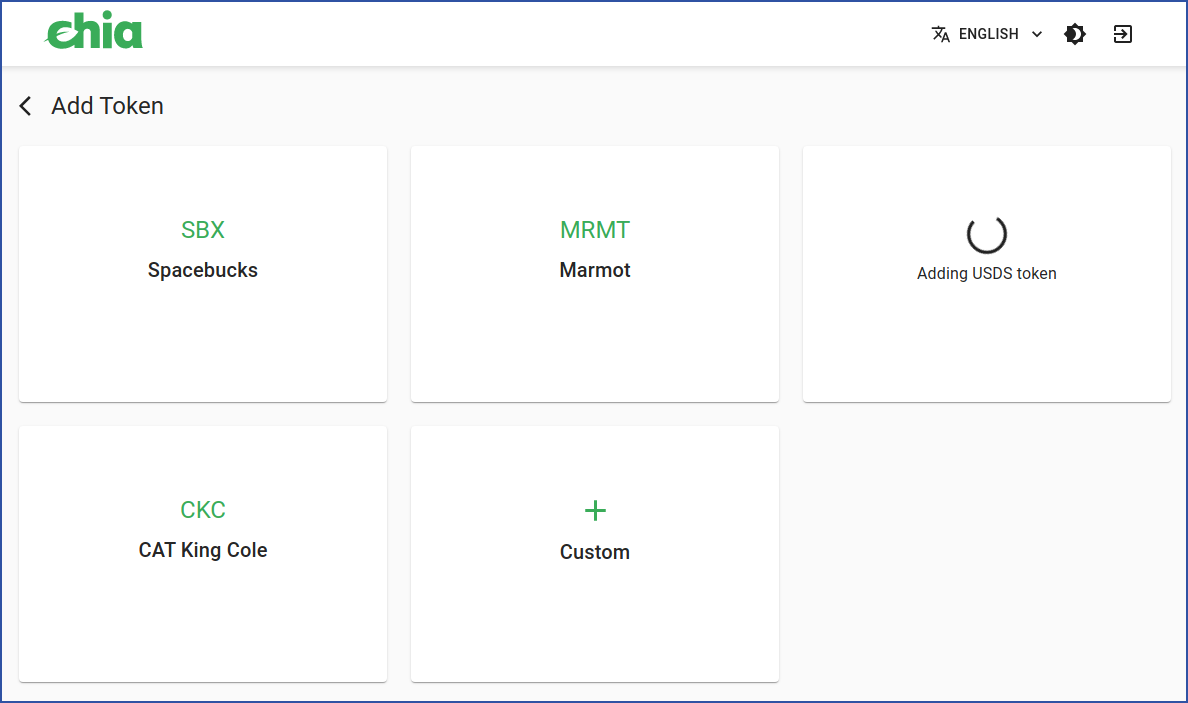 chia
ENGLISH
Add Token
SBX
Spacebucks
MRMT
Marmot
Adding USDS token
CKC
CAT King Cole
+
Custom